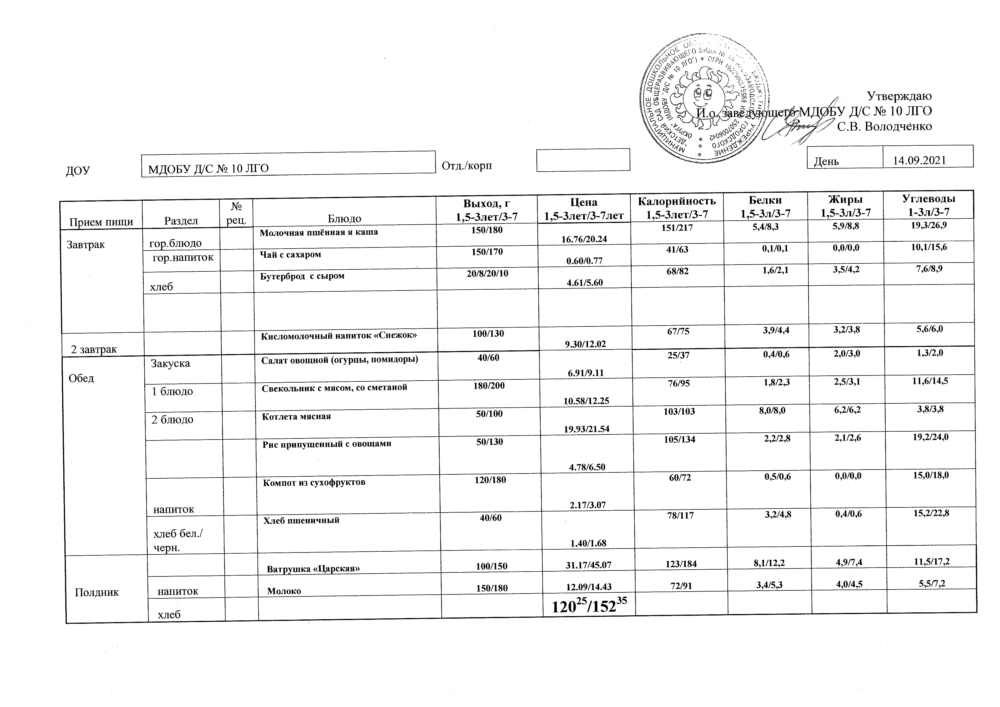 МУНИЦИПАЛЬНОЕ ДОШКОЛЬНОЕ УЧРЕЖДЕНИЕ
"ДЕТСКИЙ САД ОБЩЕРАЗВИВАЮЩЕГО ВИДА № 10 ГОРОДСКОГО
ОКРУГА" (МДОБУ "Д/С № 10 ЛГО") * ОГРН 2507006042
Утверждаю
И.о. заведующего МДОБУ Д/С № 10 ЛГО
С.В. Володченко
ДОУ МДОБУ Д/С № 10 ЛГО Отд./корп День 14.09.2021
Прием пищи Раздел № рец. Блюдо Выход, г 1,5-3лет/3-7 Цена 1,5-3лет/3-7лет Калорийность 1,5-3лет/3-7 Белки 1,5-3л/3-7 Жиры 1,5-3л/3-7 Углеводы 1-3л/3-7
Завтрак гор.блюдо Молочная пшённая я каша 150/180 16.76/20.24 151/217 5,4/8,3 5,9/8,8 19,3/26,9
гор.напиток Чай с сахаром 150/170 0.60/0.77 41/63 0,1/0,1 0,0/0,0 10,1/15,6
хлеб Бутерброд с сыром 20/8/20/10 4.61/5.60 68/82 1,6/2,1 3,5/4,2 7,6/8,9
2 завтрак Кисломолочный напиток «Снежок» 100/130 9.30/12.02 67/75 3,9/4,4 3,2/3,8 5,6/6,0
Обед Закуска Салат овощной (огурцы, помидоры) 40/60 6.91/9.11 25/37 0,4/0,6 2,0/3,0 1,3/2,0
1 блюдо Свекольник с мясом, со сметаной 180/200 10.58/12.25 76/95 1,8/2,3 2,5/3,1 11,6/14,5
2 блюдо Котлета мясная 50/100 19.93/21.54 103/103 8,0/8,0 6,2/6,2 3,8/3,8
Рис припущенный с овощами 50/130 4.78/6.50 105/134 2,2/2,8 2,1/2,6 19,2/24,0
напиток Компот из сухофруктов 120/180 2.17/3.07 60/72 0,5/0,6 0,0/0,0 15,0/18,0
хлеб бел./ черн. Хлеб пшеничный 40/60 1.40/1.68 78/117 3,2/4,8 0,4/0,6 15,2/22,8
Ватрушка «Царская» 100/150 31.17/45.07 123/184 8,1/12,2 4,9/7,4 11,5/17,2
Полдник напиток Молоко 150/180 12.09/14.43 72/91 3,4/5,3 4,0/4,5 5,5/7,2
хлеб 120²⁵/152³⁵